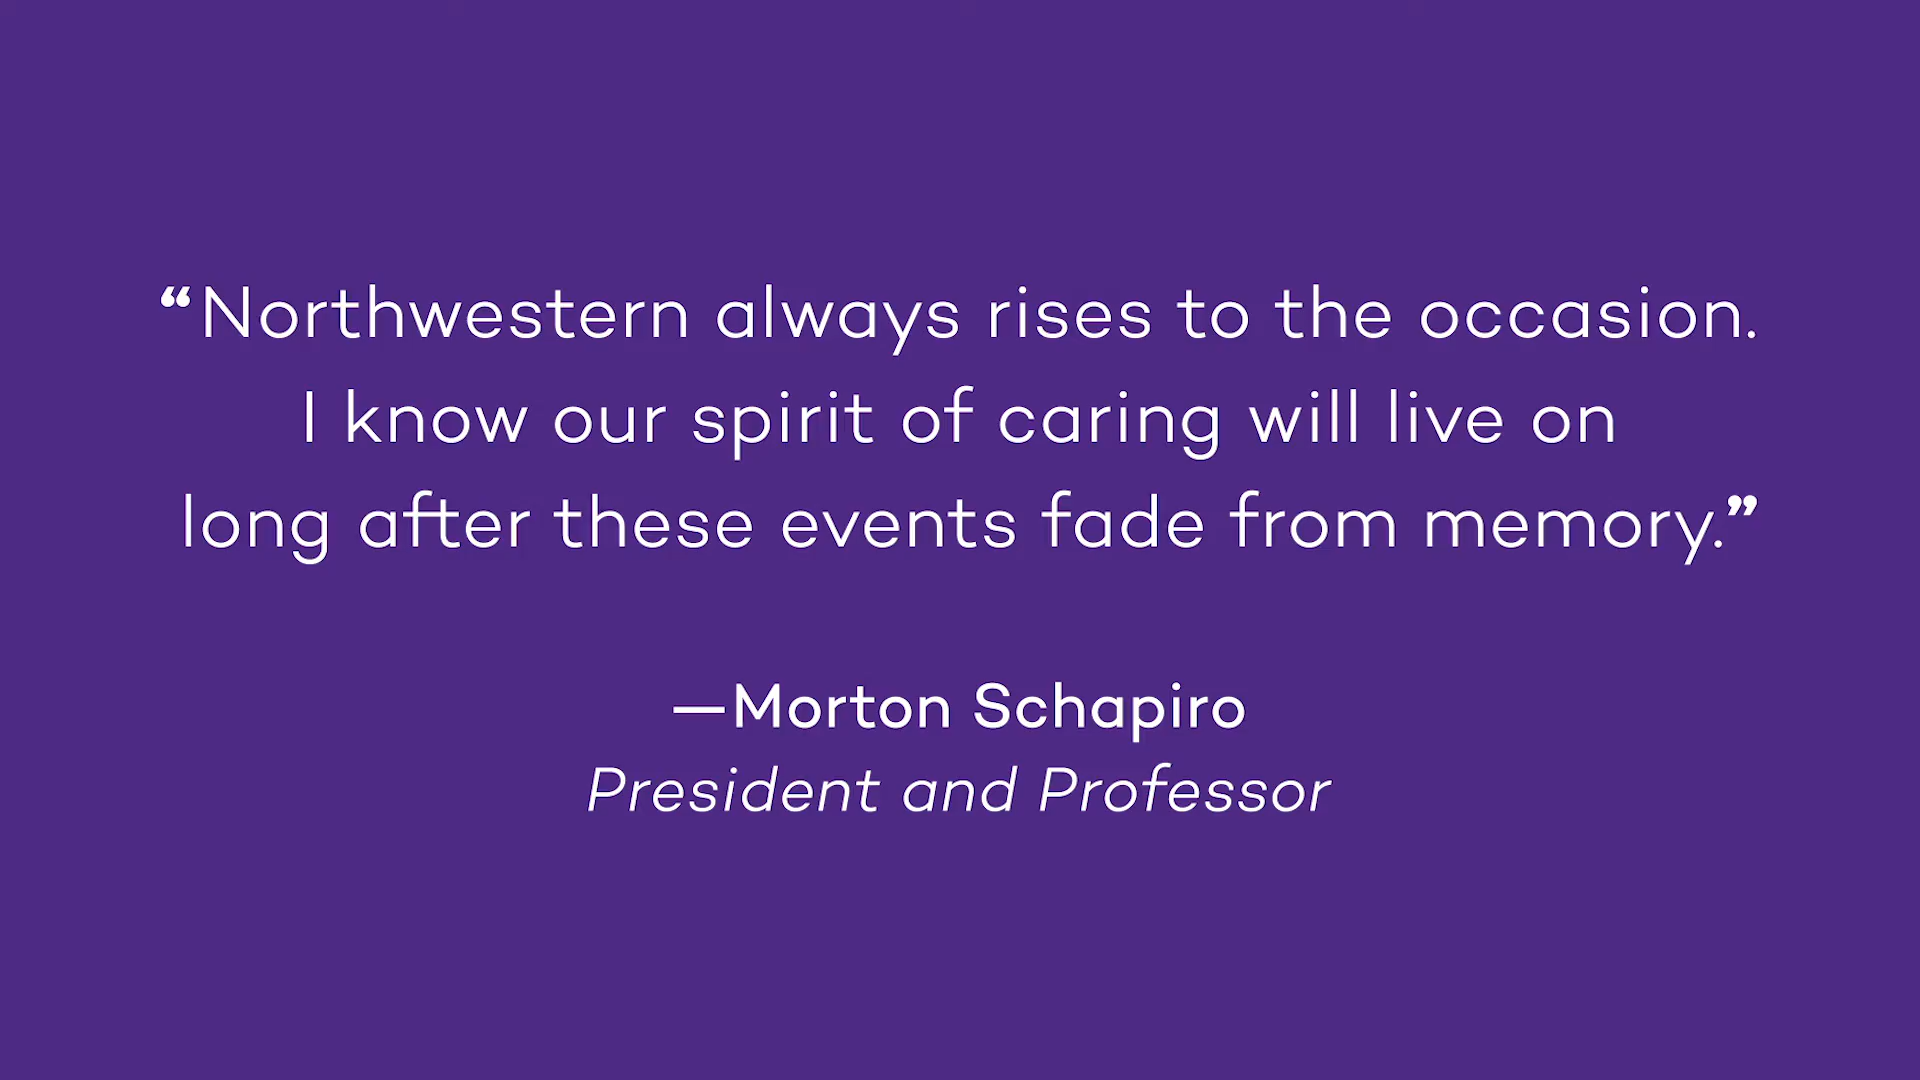 “Northwestern always rises to the occasion.
I know our spirit of caring will live on
long after these events fade from memory.”
—Morton Schapiro
President and Professor